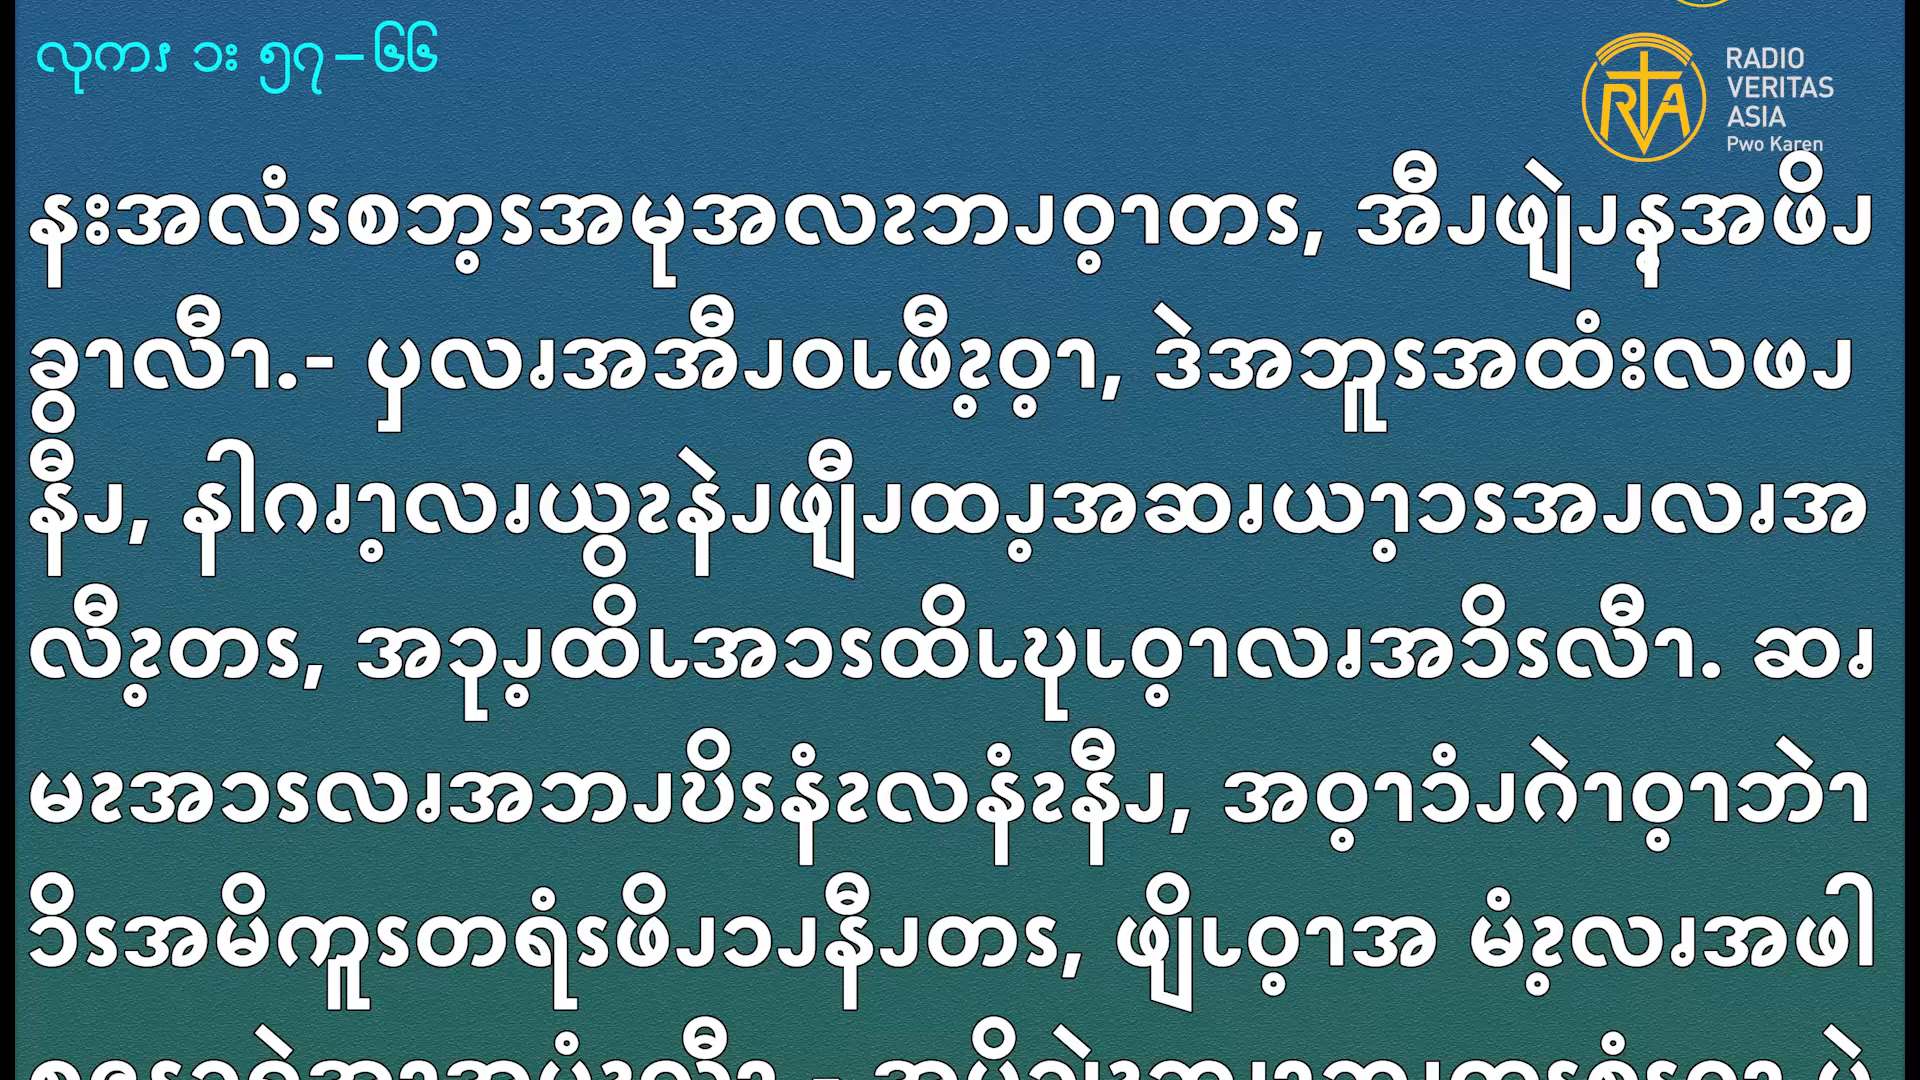 လုကၭ ၁း ၅၇–၆၆
RADIO
VERITAS
ASIA
Pwo Karen
RVA
နးအလံၭစဘ့ၭအမုအလၩဘၪဝ့ၫတၭ, အီၪဖျဲၪန့အဖိၪ
ခွၫလီၫ.- ပှလၧအအီၪဝၬဖီၩ့ဝ့ၫ, ဒဲအဘူၭအထံးလဖၪ
နီၪ, နါဂၧၫ့လၧယွၩနဲၪဖျီၪထၪ့အဆၧယၫ့ၥၭအၪလၧအ
လီၩ့တၭ, အၣုၪ့ထိၬအၥၭထိၬပုၬဝ့ၫလၧအၥိၭလီၫ. ဆၧ
မၩအၥၭလၧအဘၪပိၭနံၩလနံၩနီၪ, အဝ့ၫၥံၪဂဲၫဝ့ၫဘဲၫ
ၥိၭအမိကူၭတရံၭဖိၪၥၪနီၪတၭ, ဖျိၬဝ့ၫအ မံၩ့လၧအဖါ